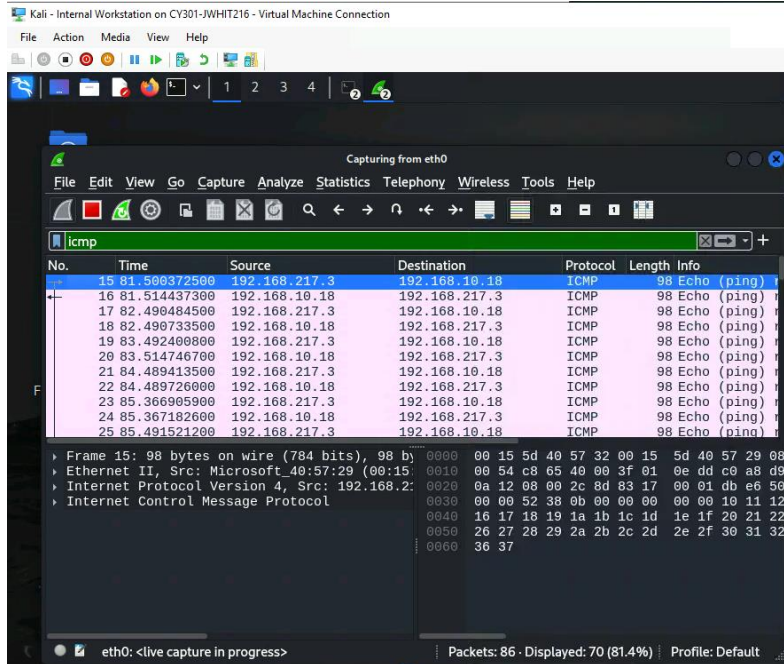 Kali - Internal Workstation on CY301-JWHIT216 - Virtual Machine Connection
File Action Media View Help
1 2 3 4 2 2
Capturing from eth0
File Edit View Go Capture Analyze Statistics Telephony Wireless Tools Help
icmp
No. Time Source Destination Protocol Length Info
15 81.500372500 192.168.217.3 192.168.10.18 ICMP 98 Echo (ping)
16 81.514437300 192.168.10.18 192.168.217.3 ICMP 98 Echo (ping)
17 82.490484500 192.168.217.3 192.168.10.18 ICMP 98 Echo (ping)
18 82.490733500 192.168.10.18 192.168.217.3 ICMP 98 Echo (ping)
19 83.492400800 192.168.217.3 192.168.10.18 ICMP 98 Echo (ping)
20 83.514746700 192.168.10.18 192.168.217.3 ICMP 98 Echo (ping)
21 84.489413500 192.168.217.3 192.168.10.18 ICMP 98 Echo (ping)
22 84.489726000 192.168.10.18 192.168.217.3 ICMP 98 Echo (ping)
23 85.366905900 192.168.217.3 192.168.10.18 ICMP 98 Echo (ping)
24 85.367182600 192.168.10.18 192.168.217.3 ICMP 98 Echo (ping)
25 85.491521200 192.168.217.3 192.168.10.18 ICMP 98 Echo (ping)
Frame 15: 98 bytes on wire (784 bits), 98 by
Ethernet II, Src: Microsoft_40:57:29 (00:15
Internet Protocol Version 4, Src: 192.168.21
Internet Control Message Protocol
0000 00 15 5d 40 57 32 00 15 5d 40 57 29 08
0010 00 54 c8 65 40 00 3f 01 0e dd c0 a8 d9
0020 0a 12 08 00 2c 8d 83 17 00 01 db e6 50
0030 00 00 52 38 0b 00 00 00 00 00 10 11 12
0040 16 17 18 19 1a 1b 1c 1d 1e 1f 20 21 22
0050 26 27 28 29 2a 2b 2c 2d 2e 2f 30 31 32
0060 36 37
eth0: <live capture in progress> Packets: 86 · Displayed: 70 (81.4%) Profile: Default